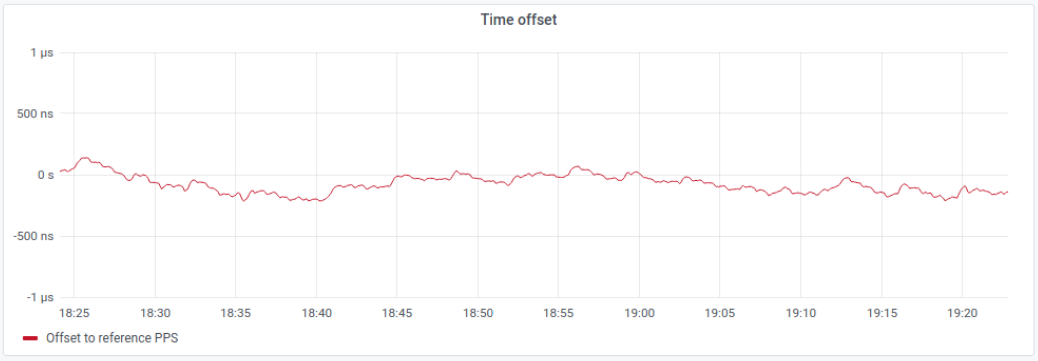 Time offset
1 µs
500 ns
0 s
-500 ns
-1 µs
18:25 18:30 18:35 18:40 18:45 18:50 18:55 19:00 19:05 19:10 19:15 19:20
Offset to reference PPS